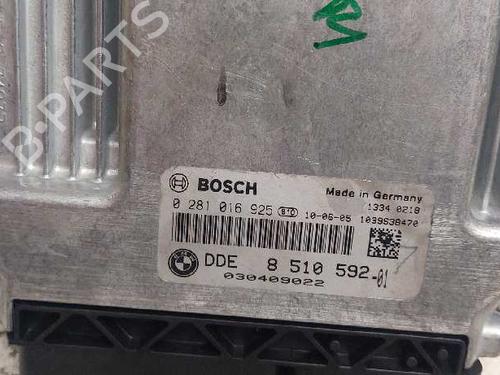 B-PARTS
BOSCH
Made in Germany
0 281 016 925
10-06-05
1334 0218
1039S38470
DDE 8 510 592-01
030409022